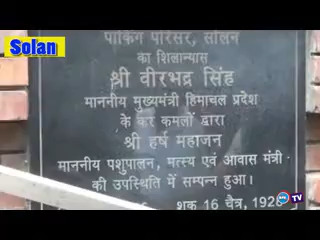 Solan
पार्किंग परिसर, सोलन
का शिलान्यास
श्री वीरभद्र सिंह
माननीय मुख्यमंत्री हिमाचल प्रदेश
के कर कमलों द्वारा
श्री हर्ष महाजन
माननीय पशुपालन, मत्स्य एवं आवास मंत्री
की उपस्थिति में सम्पन्न हुआ।
शक 16 चैत्र, 1926
TV